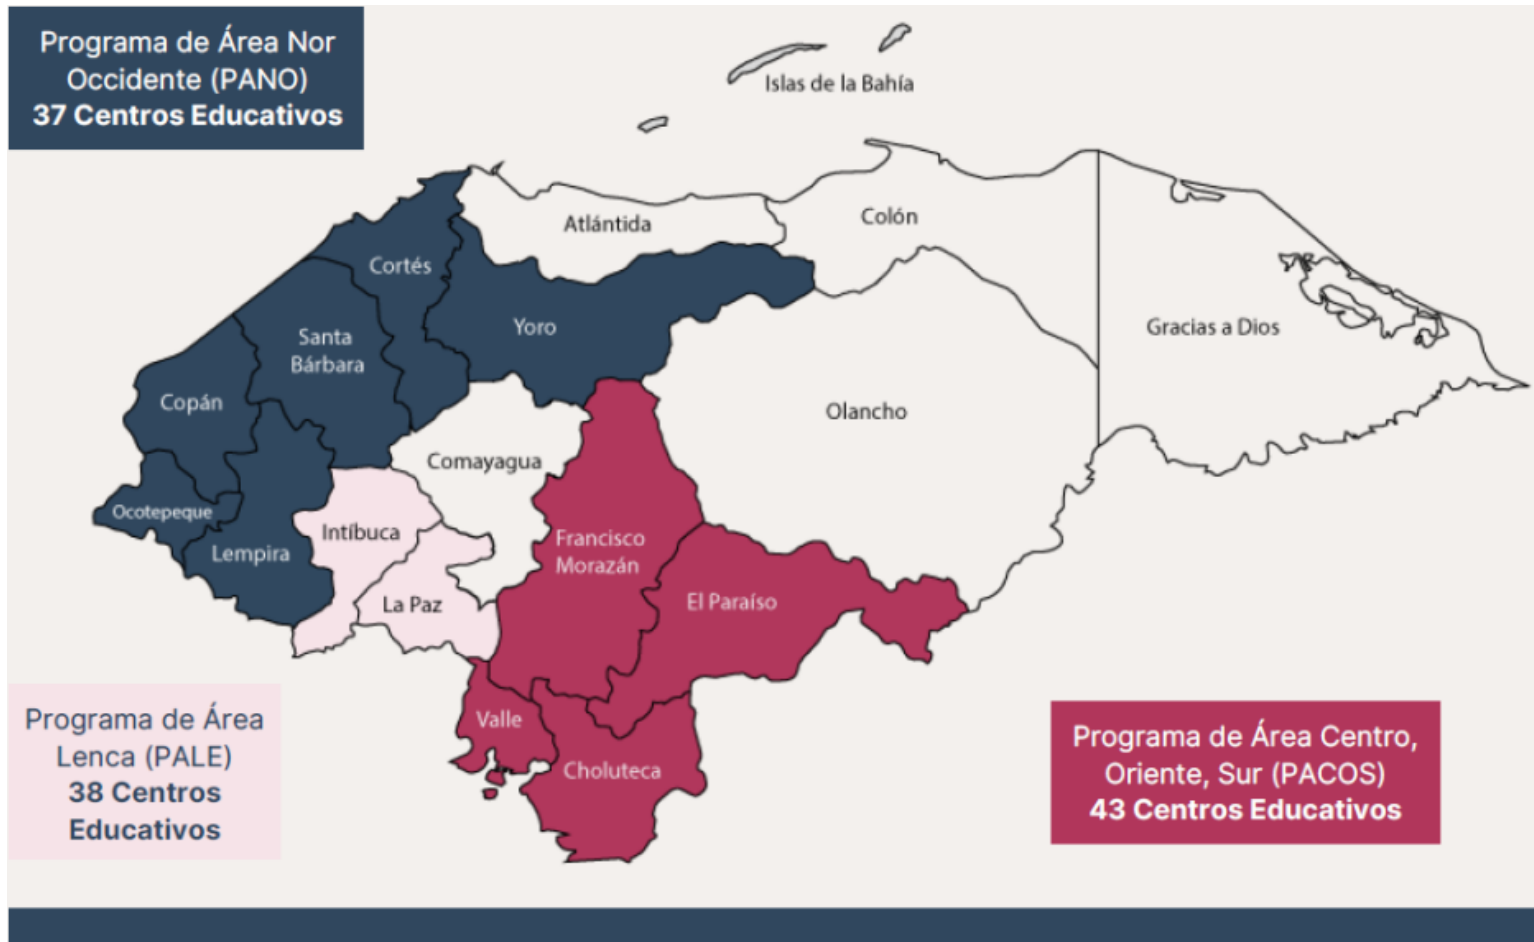 Programa de Área Nor
Occidente (PANO)
37 Centros Educativos
Islas de la Bahía
Atlántida
Colón
Cortés
Yoro
Gracias a Dios
Santa
Bárbara
Copán
Olancho
Comayagua
Ocotepeque
Intíbuca
Francisco
Morazán
Lempira
La Paz
El Paraíso
Valle
Choluteca
Programa de Área
Lenca (PALE)
38 Centros
Educativos
Programa de Área Centro,
Oriente, Sur (PACOS)
43 Centros Educativos